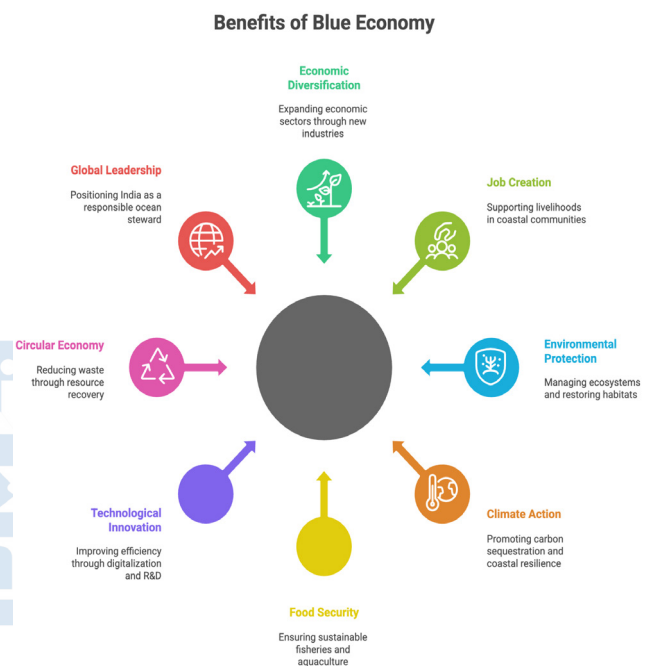 Benefits of Blue Economy
Economic
Diversification
Expanding economic
sectors through new
industries
Job Creation
Supporting livelihoods
in coastal communities
Environmental
Protection
Managing ecosystems
and restoring habitats
Climate Action
Promoting carbon
sequestration and
coastal resilience
Food Security
Ensuring sustainable
fisheries and
aquaculture
Technological
Innovation
Improving efficiency
through digitalization
and R&D
Circular Economy
Reducing waste
through resource
recovery
Global Leadership
Positioning India as a
responsible ocean
steward